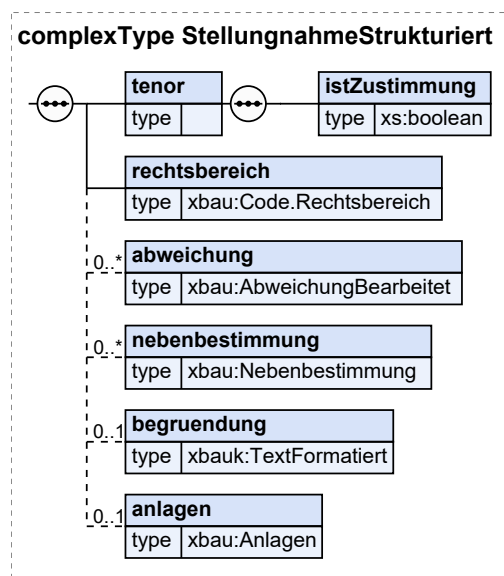 complexType StellungnahmeStrukturiert
tenor
type
istZustimmung
type xs:boolean
rechtsbereich
type xbau:Code.Rechtsbereich
0..*
abweichung
type xbau:AbweichungBearbeitet
0..*
nebenbestimmung
type xbau:Nebenbestimmung
0..1
begruendung
type xbauk:TextFormatiert
0..1
anlagen
type xbau:Anlagen